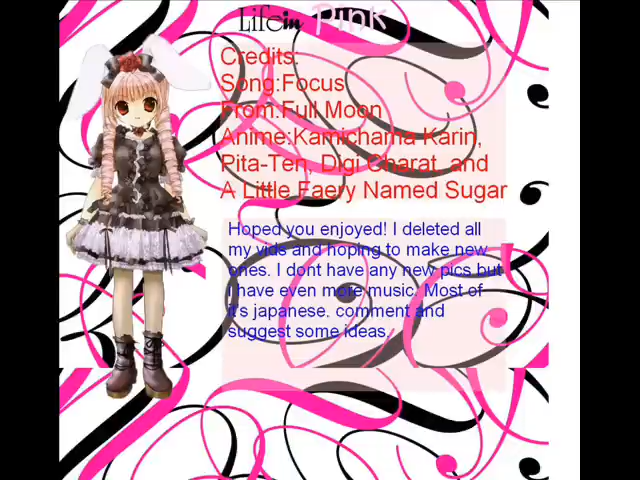 Life in Pink
Credits:
Song:Focus
From:Full Moon
Anime:Kamichama Karin,
Pita-Ten, Digi Charat, and
A Little Faery Named Sugar
Hoped you enjoyed! I deleted all
my vids and hoping to make new
ones. I dont have any new pics but
i have even more music. Most of
it's japanese. comment and
suggest some ideas.